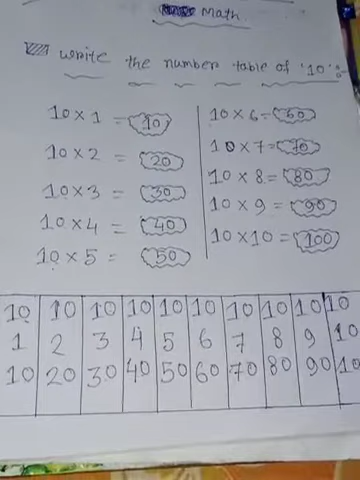 Math
write the number table of '10':-
10 × 1 = 10
10 × 2 = 20
10 × 3 = 30
10 × 4 = 40
10 × 5 = 50
10 × 6 = 60
10 × 7 = 70
10 × 8 = 80
10 × 9 = 90
10 × 10 = 100
10 10 10 10 10 10 10 10 10 10
1 2 3 4 5 6 7 8 9 10
10 20 30 40 50 60 70 80 90 10